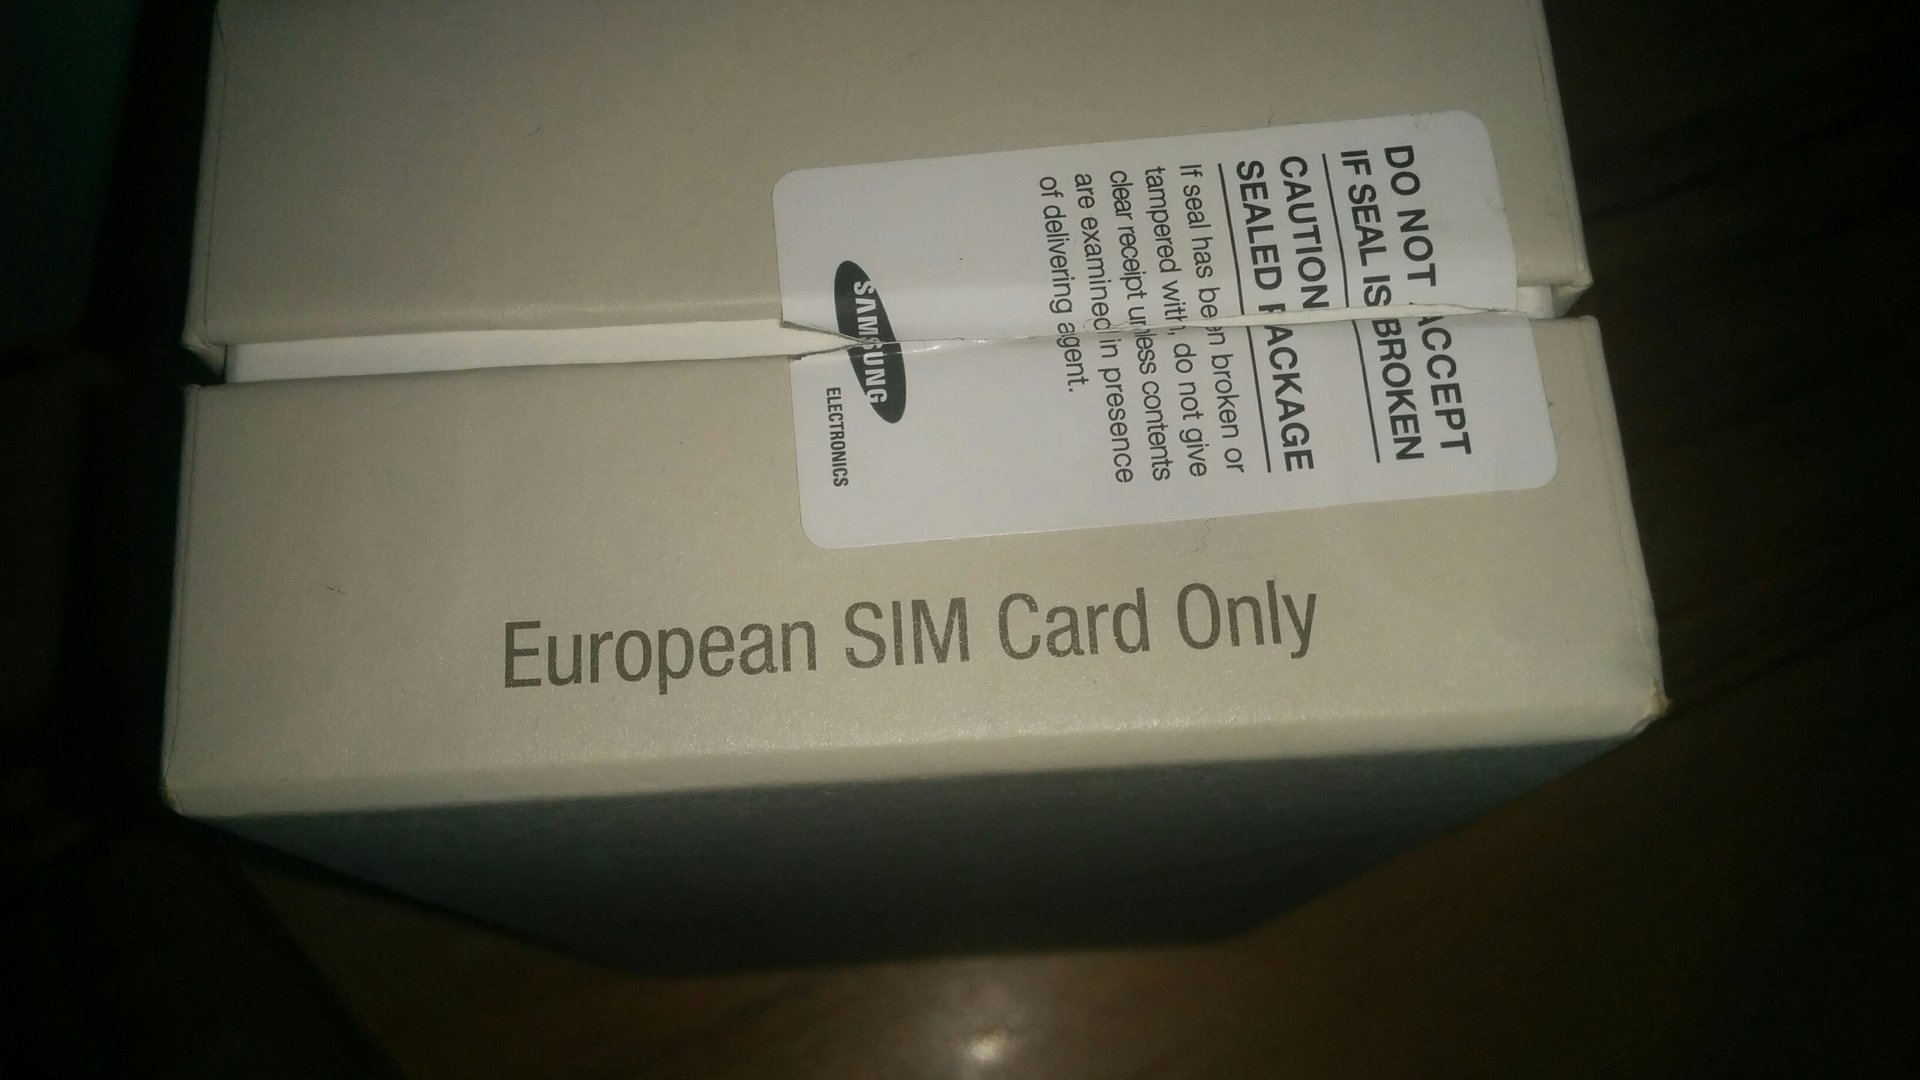 DO NOT ACCEPT
IF SEAL IS BROKEN
CAUTION
SEALED PACKAGE
If seal has been broken or
tampered with, do not give
clear receipt unless contents
are examined in presence
of delivering agent.
SAMSUNG
ELECTRONICS
European SIM Card Only